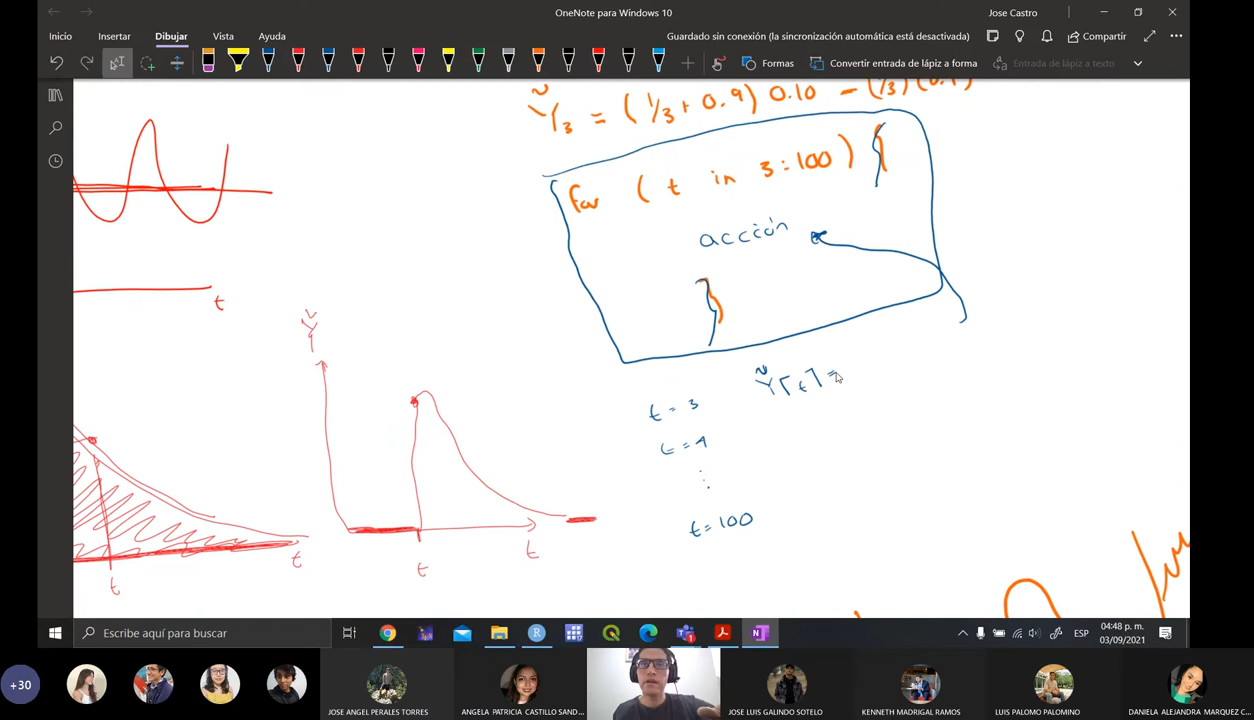 OneNote para Windows 10
Jose Castro
Inicio Insertar Dibujar Vista Ayuda
Guardado sin conexión (la sincronización automática está desactivada)
Compartir
Formas
Convertir entrada de lápiz a forma
Entrada de lápiz a texto
Ỹ3 = (1/3 + 0.9) 0.10 - (1/3)
for ( t in 3:100) {
acción
}
t
Ỹ
Ỹ[t] =
t = 3
t = 4
⋮
t = 100
t
t
t
t
Escribe aquí para buscar
ESP
04:48 p. m.
03/09/2021
+30
JOSE ANGEL PERALES TORRES
ANGELA PATRICIA CASTILLO SAND...
JOSE LUIS GALINDO SOTELO
KENNETH MADRIGAL RAMOS
LUIS PALOMO PALOMINO
DANIELA ALEJANDRA MARQUEZ C...